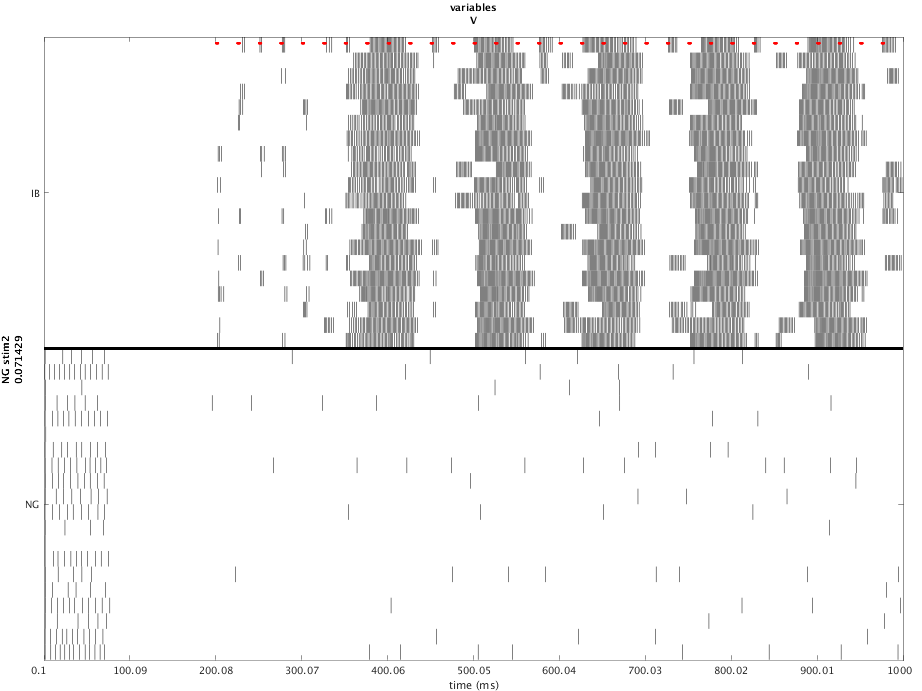 variables
V
IB
NG stim2
0.071429
NG
0.1
100.09
200.08
300.07
400.06
500.05
600.04
700.03
800.02
900.01
1000
time (ms)